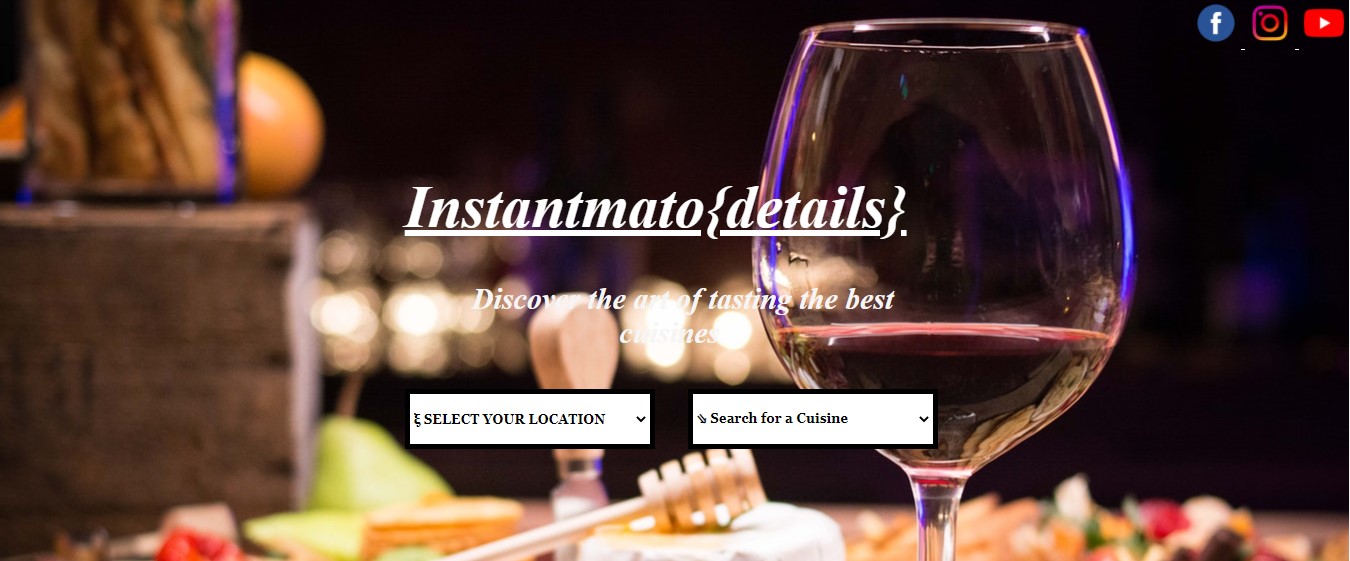 Instantmato{details}
Discover the art of tasting the best
cuisines
ξ SELECT YOUR LOCATION
✎ Search for a Cuisine